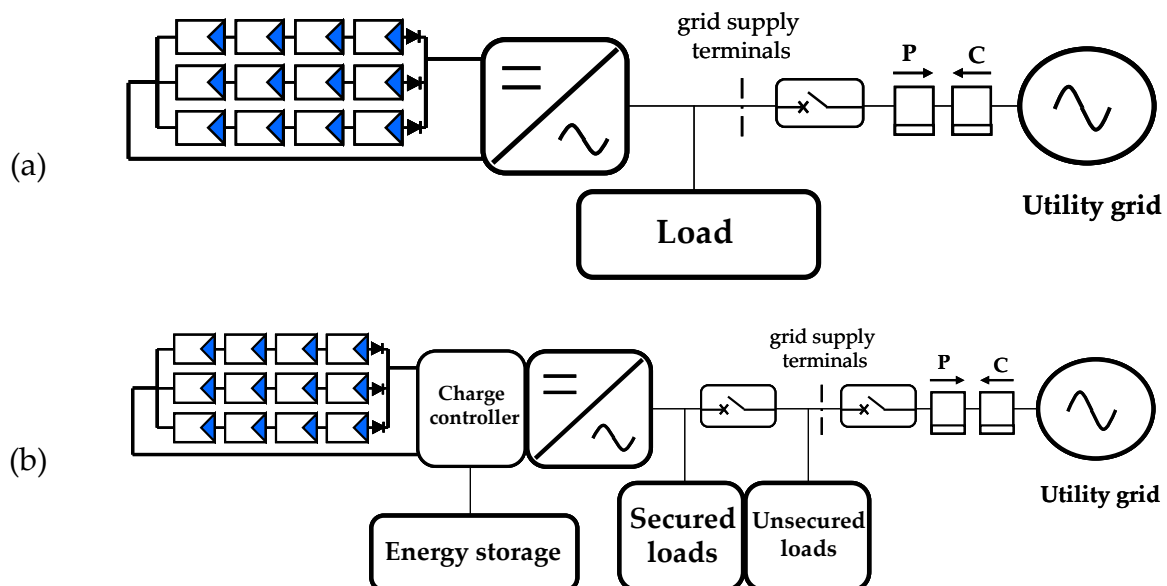 (a)
grid supply
terminals
P
C
Load
Utility grid
(b)
Charge
controller
grid supply
terminals
P
C
Energy storage
Secured
loads
Unsecured
loads
Utility grid